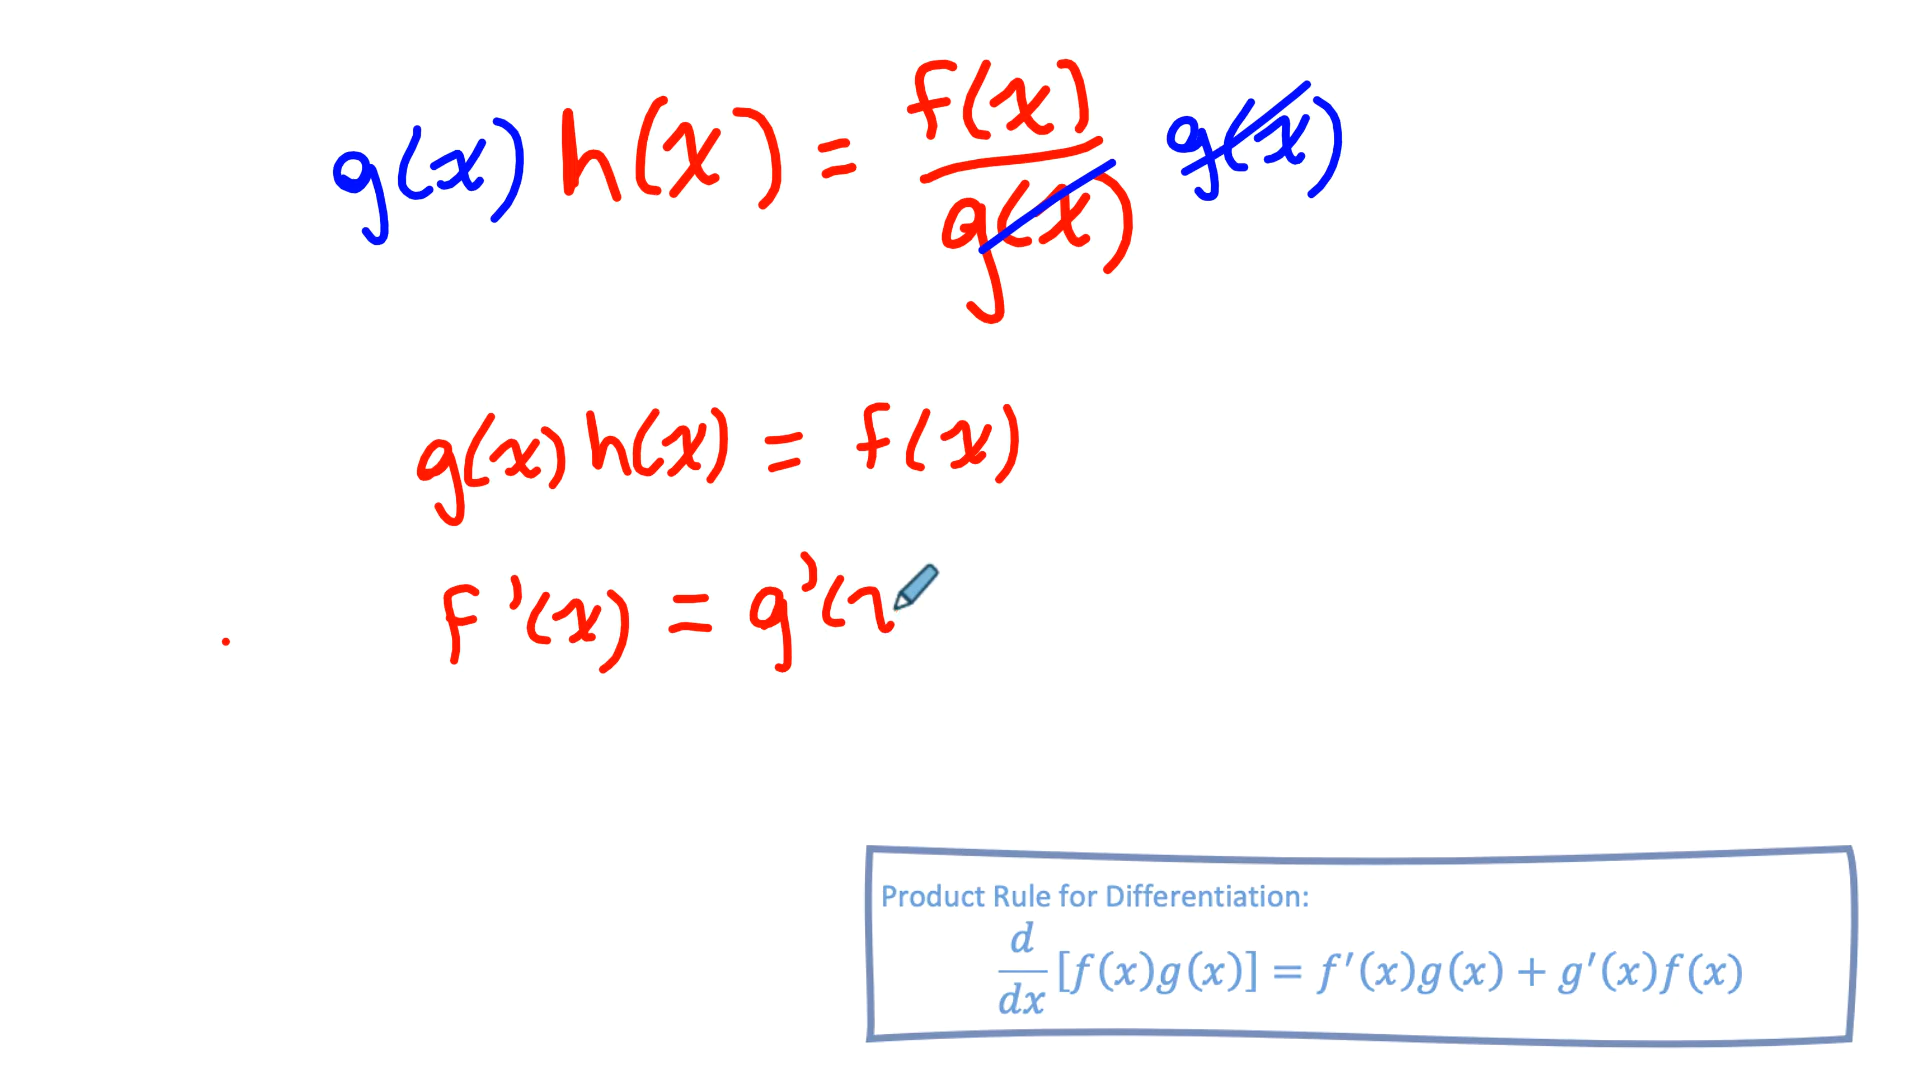 g(x) h(x) = f(x)/g(x) g(x)
g(x) h(x) = f(x)
f'(x) = g'(x
Product Rule for Differentiation:
d/dx [f(x)g(x)] = f′(x)g(x) + g′(x)f(x)